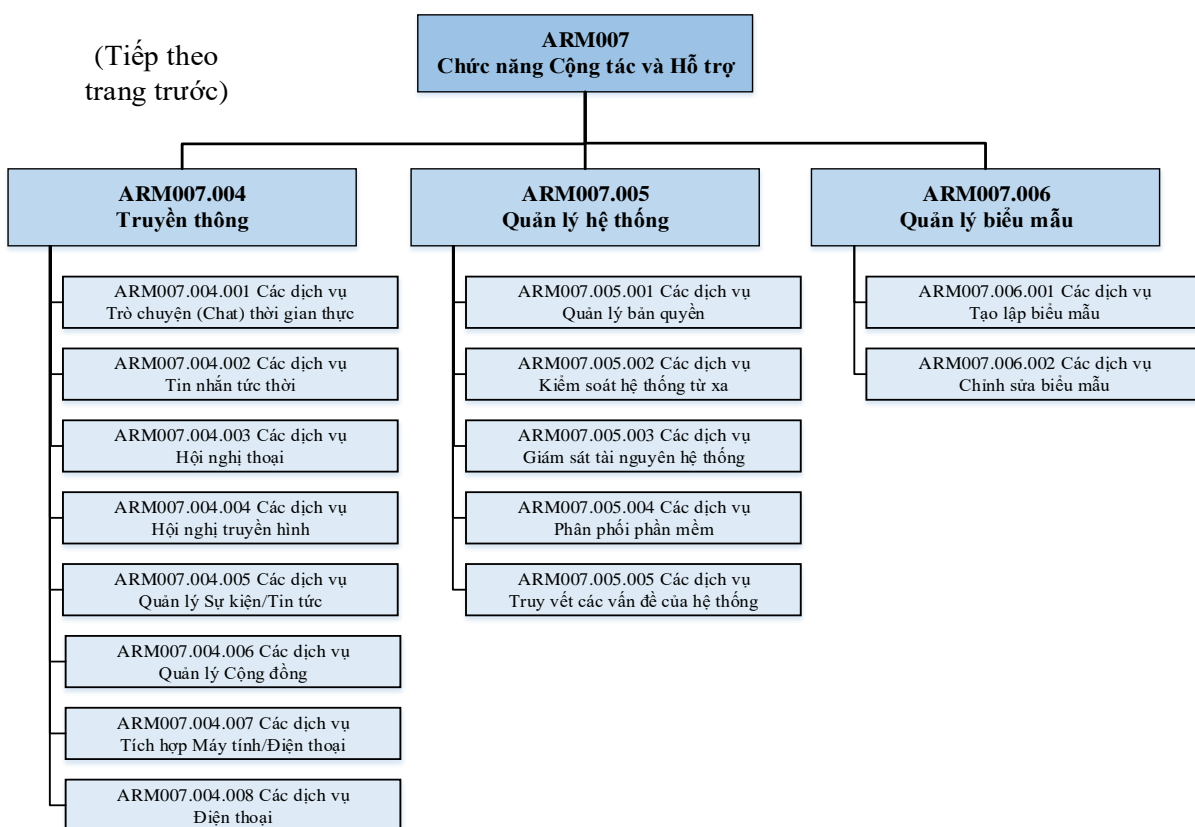 (Tiếp theo
trang trước)
ARM007
Chức năng Cộng tác và Hỗ trợ
ARM007.004
Truyền thông
ARM007.004.001 Các dịch vụ
Trò chuyện (Chat) thời gian thực
ARM007.004.002 Các dịch vụ
Tin nhắn tức thời
ARM007.004.003 Các dịch vụ
Hội nghị thoại
ARM007.004.004 Các dịch vụ
Hội nghị truyền hình
ARM007.004.005 Các dịch vụ
Quản lý Sự kiện/Tin tức
ARM007.004.006 Các dịch vụ
Quản lý Cộng đồng
ARM007.004.007 Các dịch vụ
Tích hợp Máy tính/Điện thoại
ARM007.004.008 Các dịch vụ
Điện thoại
ARM007.005
Quản lý hệ thống
ARM007.005.001 Các dịch vụ
Quản lý bản quyền
ARM007.005.002 Các dịch vụ
Kiểm soát hệ thống từ xa
ARM007.005.003 Các dịch vụ
Giám sát tài nguyên hệ thống
ARM007.005.004 Các dịch vụ
Phân phối phần mềm
ARM007.005.005 Các dịch vụ
Truy vết các vấn đề của hệ thống
ARM007.006
Quản lý biểu mẫu
ARM007.006.001 Các dịch vụ
Tạo lập biểu mẫu
ARM007.006.002 Các dịch vụ
Chỉnh sửa biểu mẫu